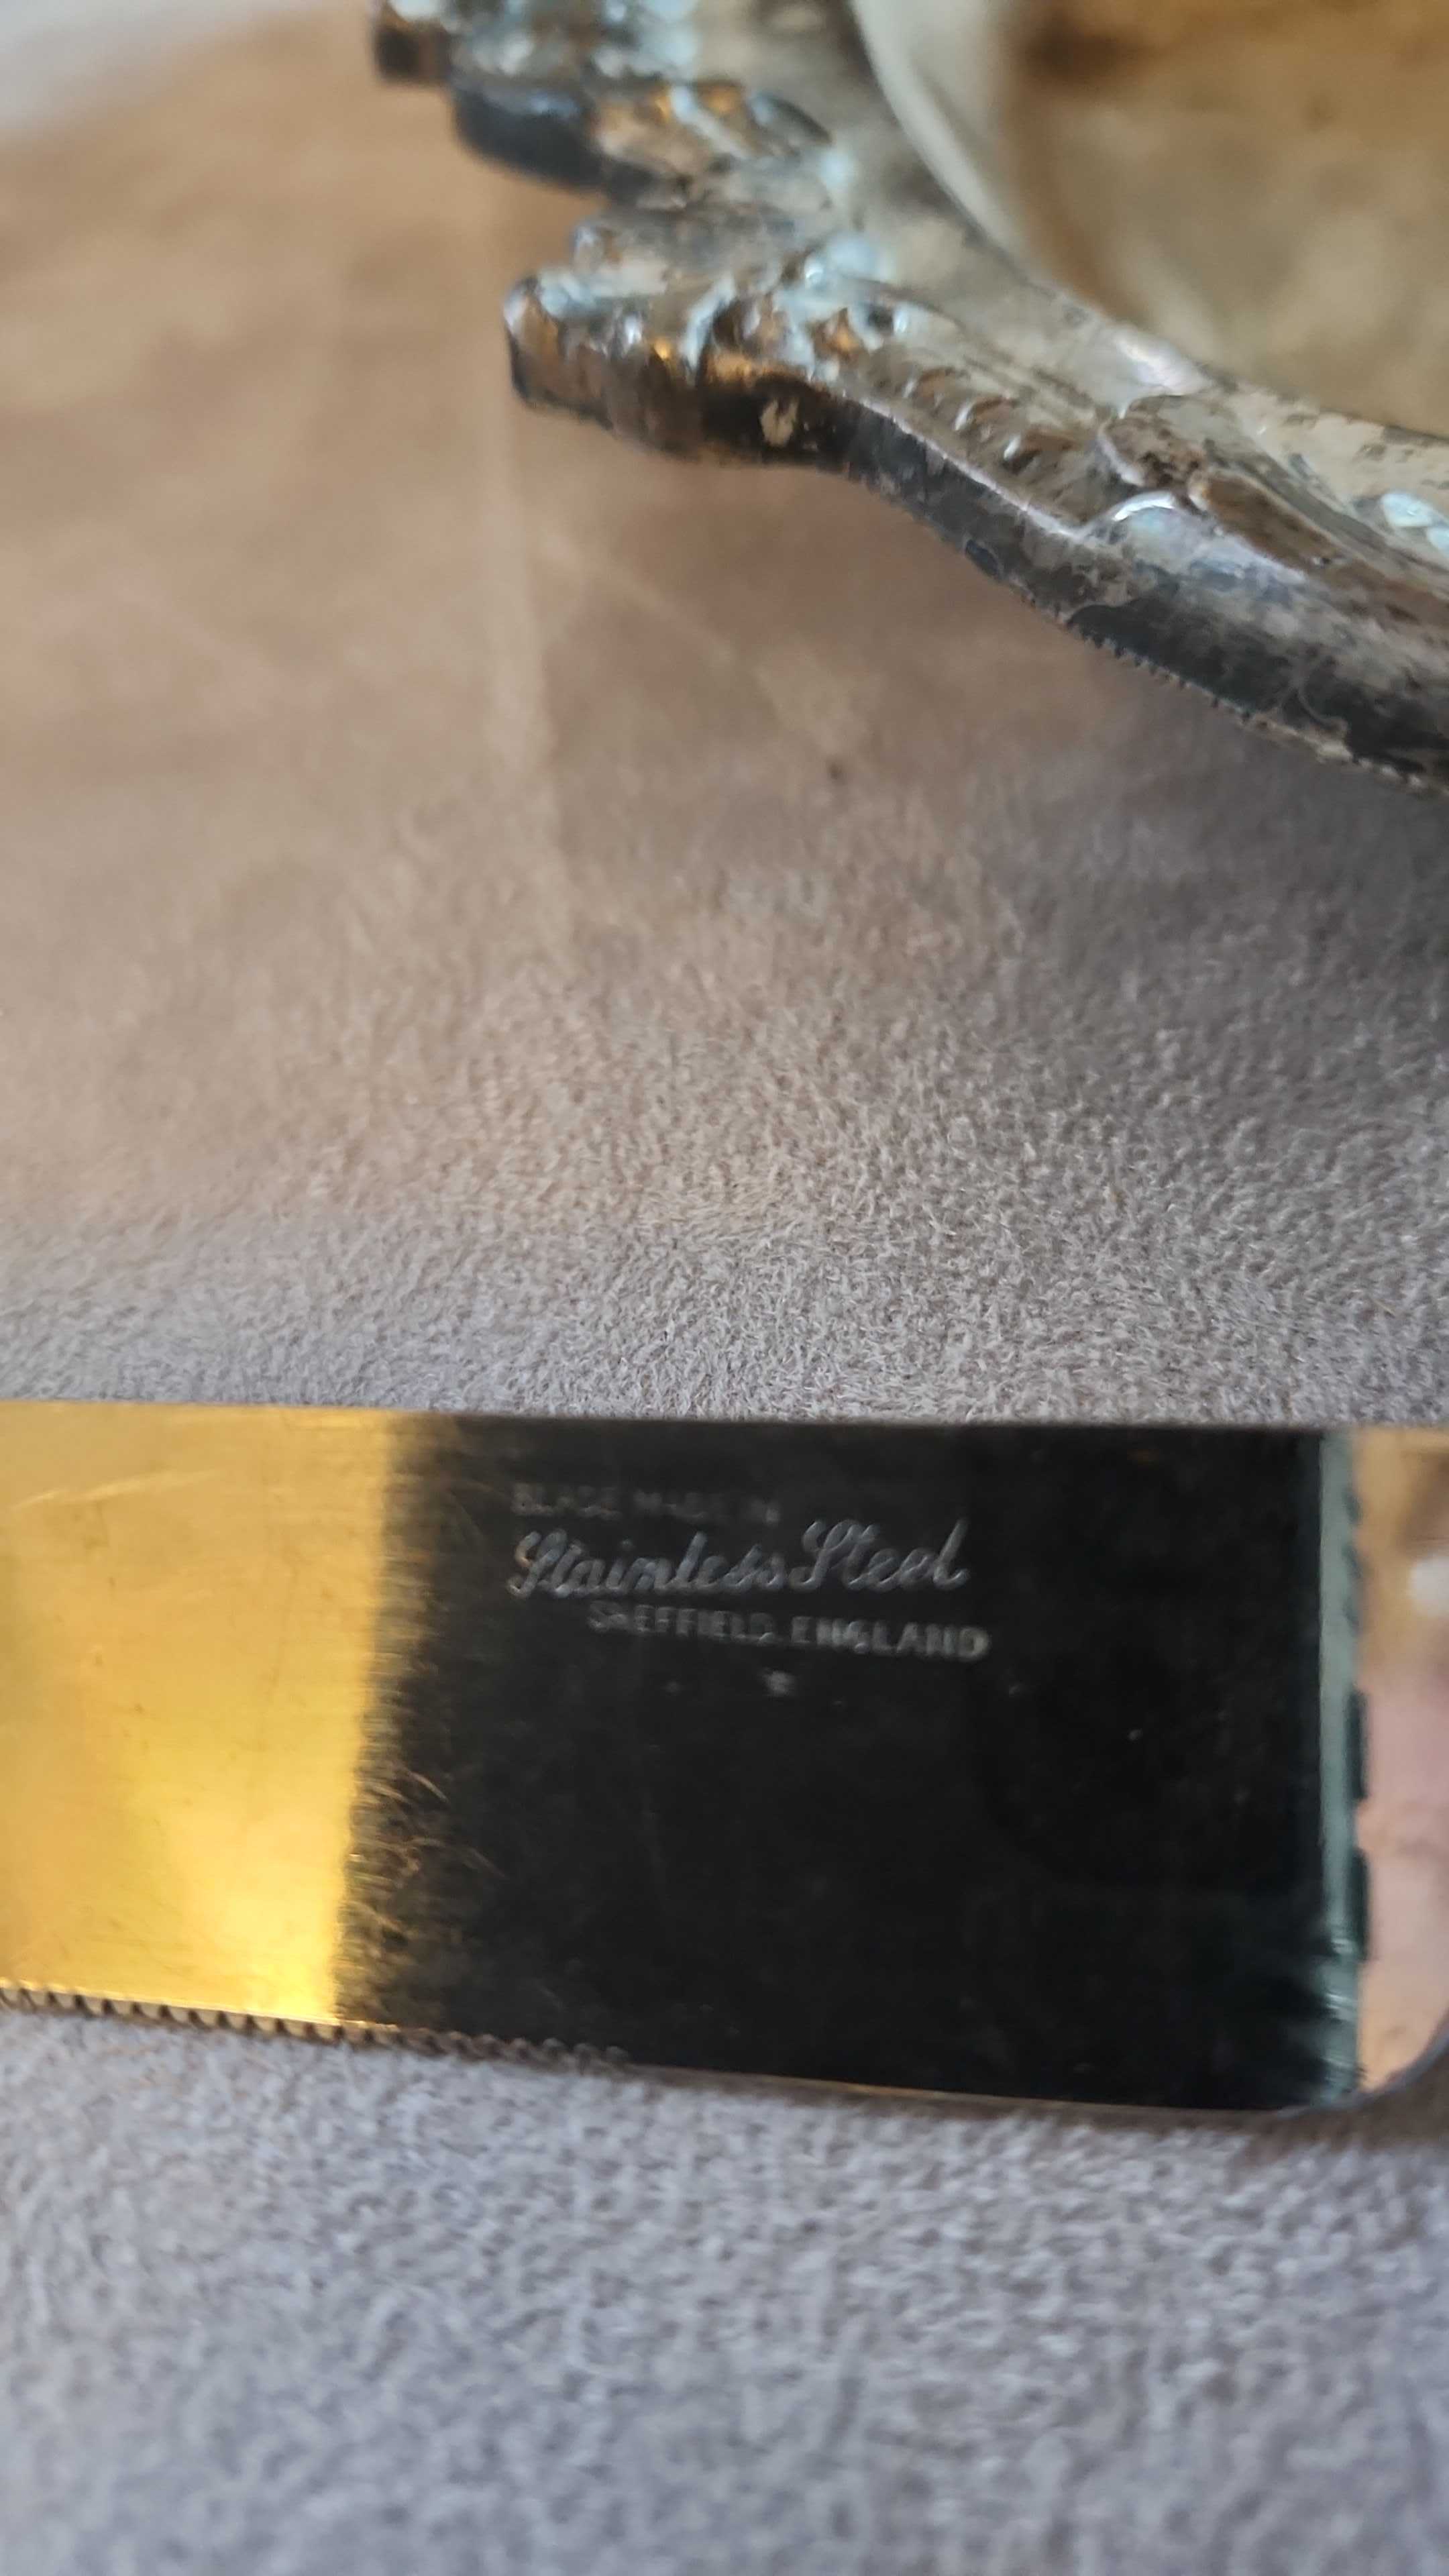 BLADE MADE IN
Stainless Steel
SHEFFIELD. ENGLAND